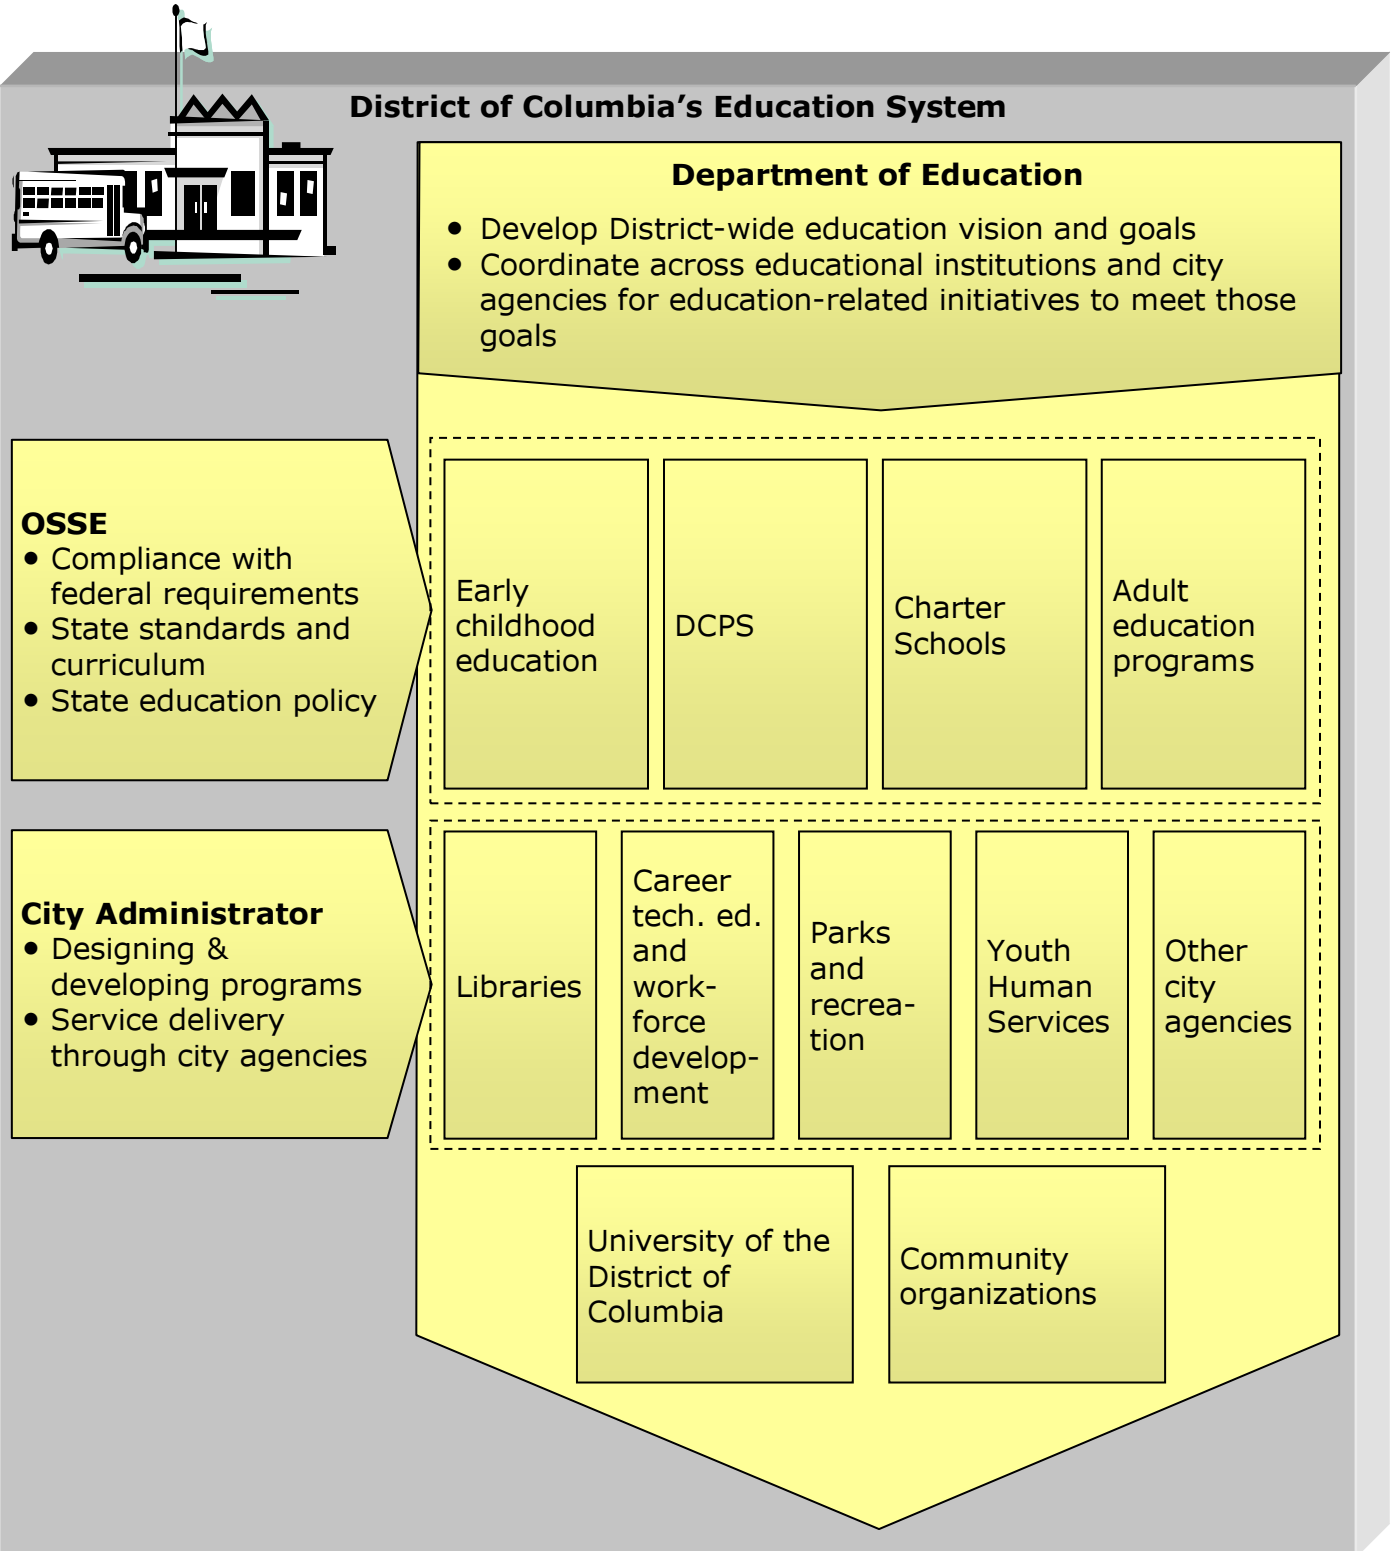 District of Columbia’s Education System
Department of Education
• Develop District-wide education vision and goals
• Coordinate across educational institutions and city
agencies for education-related initiatives to meet those
goals
OSSE
• Compliance with
federal requirements
• State standards and
curriculum
• State education policy
Early
childhood
education
DCPS
Charter
Schools
Adult
education
programs
City Administrator
• Designing &
developing programs
• Service delivery
through city agencies
Libraries
Career
tech. ed.
and
work-
force
develop-
ment
Parks
and
recrea-
tion
Youth
Human
Services
Other
city
agencies
University of the
District of
Columbia
Community
organizations